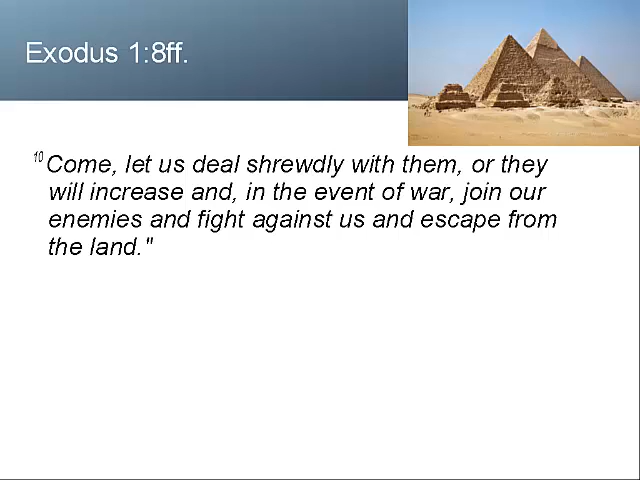 Exodus 1:8ff.
10 Come, let us deal shrewdly with them, or they
will increase and, in the event of war, join our
enemies and fight against us and escape from
the land."